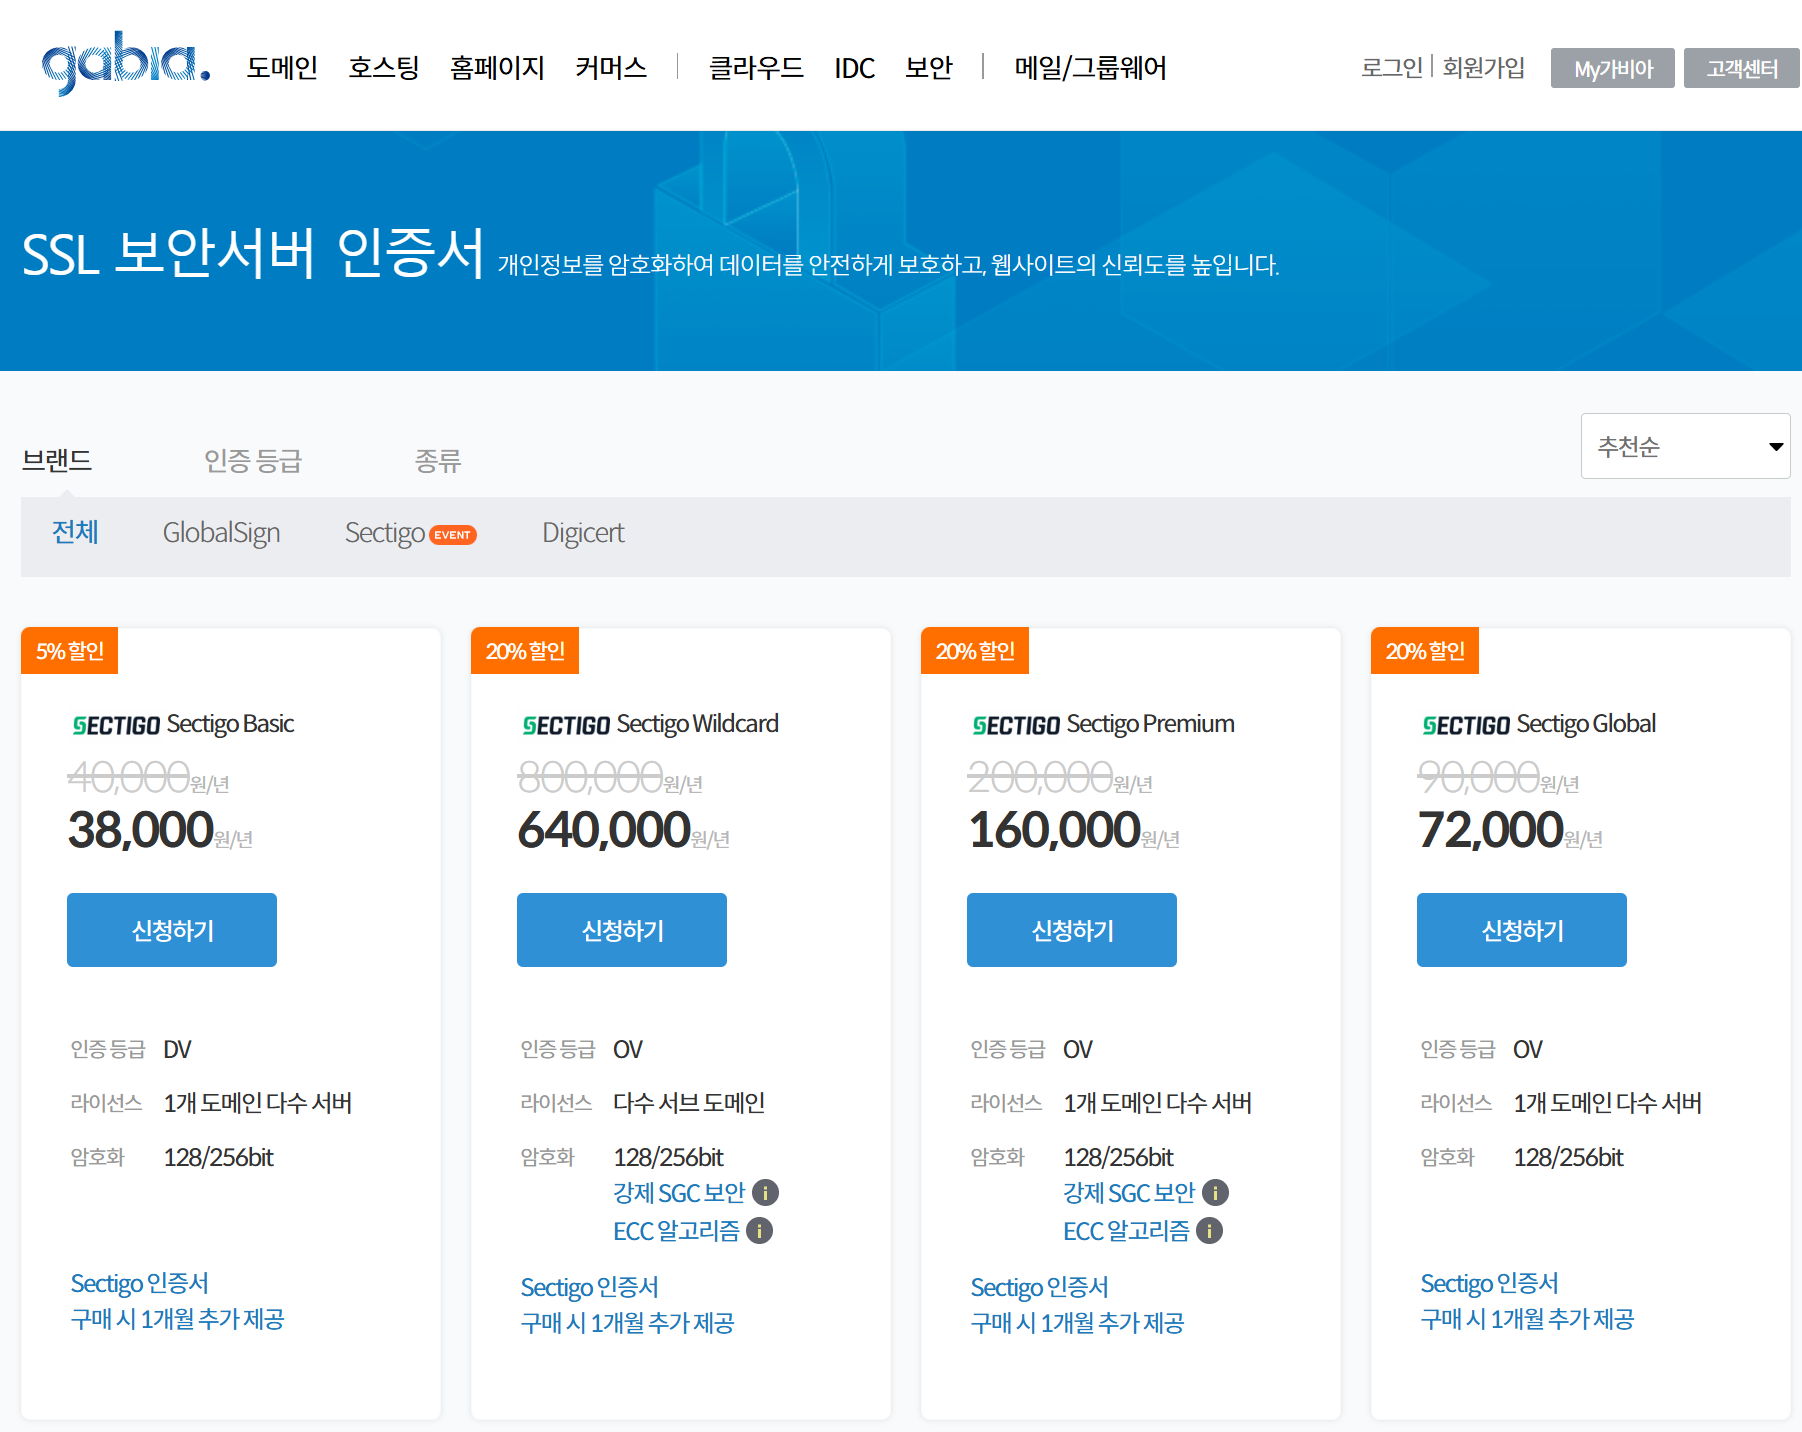 gabia.
도메인 호스팅 홈페이지 커머스 클라우드 IDC 보안 메일/그룹웨어
로그인 회원가입 My가비아 고객센터
SSL 보안서버 인증서 개인정보를 암호화하여 데이터를 안전하게 보호하고, 웹사이트의 신뢰도를 높입니다.
브랜드 인증 등급 종류
추천순
전체 GlobalSign Sectigo EVENT Digicert
5% 할인
SECTIGO Sectigo Basic
40,000원/년
38,000원/년
신청하기
인증 등급 DV
라이선스 1개 도메인 다수 서버
암호화 128/256bit
Sectigo 인증서
구매 시 1개월 추가 제공
20% 할인
SECTIGO Sectigo Wildcard
800,000원/년
640,000원/년
신청하기
인증 등급 OV
라이선스 다수 서브 도메인
암호화 128/256bit
강제 SGC 보안 i
ECC 알고리즘 i
Sectigo 인증서
구매 시 1개월 추가 제공
20% 할인
SECTIGO Sectigo Premium
200,000원/년
160,000원/년
신청하기
인증 등급 OV
라이선스 1개 도메인 다수 서버
암호화 128/256bit
강제 SGC 보안 i
ECC 알고리즘 i
Sectigo 인증서
구매 시 1개월 추가 제공
20% 할인
SECTIGO Sectigo Global
90,000원/년
72,000원/년
신청하기
인증 등급 OV
라이선스 1개 도메인 다수 서버
암호화 128/256bit
Sectigo 인증서
구매 시 1개월 추가 제공